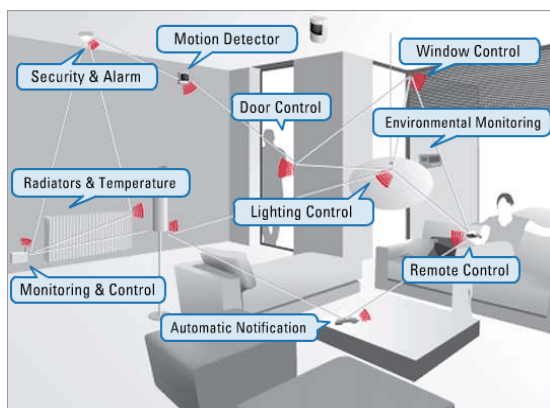 Motion Detector
Window Control
Security & Alarm
Door Control
Environmental Monitoring
Radiators & Temperature
Lighting Control
Remote Control
Monitoring & Control
Automatic Notification